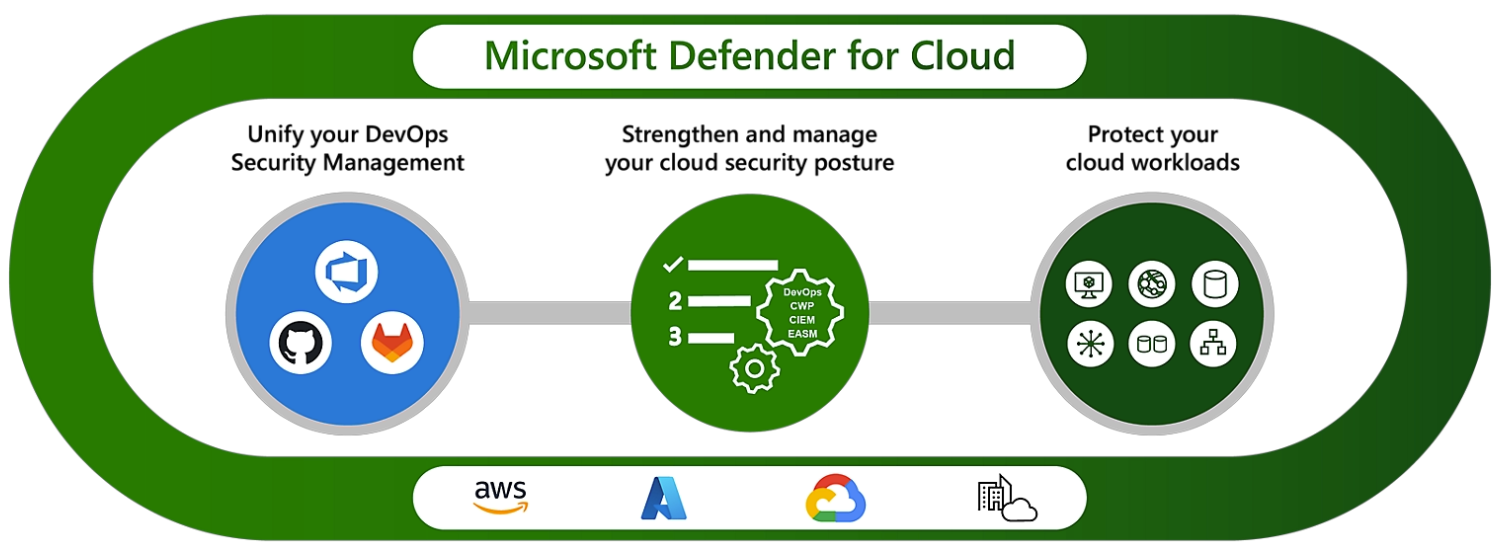 Microsoft Defender for Cloud
Unify your DevOps
Security Management
Strengthen and manage
your cloud security posture
Protect your
cloud workloads
2
3
DevOps
CWP
CIEM
EASM
aws